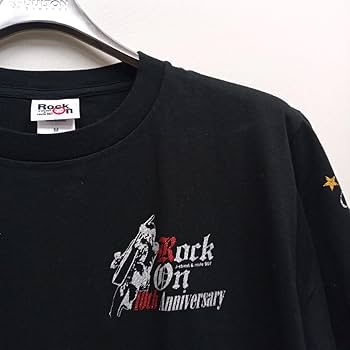 Rock
On
M
Rock
On
10th Anniversary